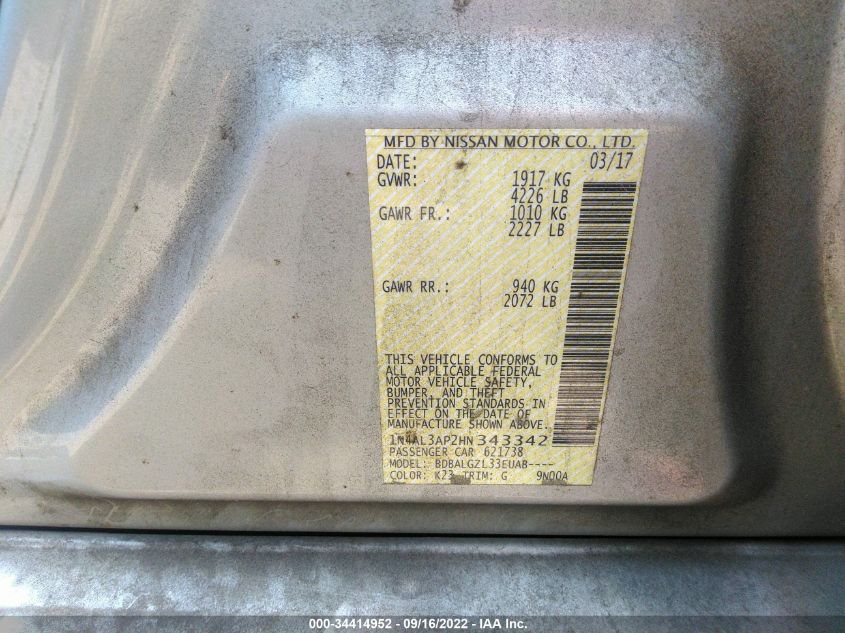 MFD BY NISSAN MOTOR CO., LTD.
DATE: 03/17
GVWR: 1917 KG
4226 LB
GAWR FR.: 1010 KG
2227 LB
GAWR RR.: 940 KG
2072 LB
THIS VEHICLE CONFORMS TO
ALL APPLICABLE FEDERAL
MOTOR VEHICLE SAFETY,
BUMPER, AND THEFT
PREVENTION STANDARDS IN
EFFECT ON THE DATE OF
MANUFACTURE SHOWN ABOVE.
1N4AL3AP2HN343342
PASSENGER CAR 621738
MODEL: BDBALGZL33EUAB----
COLOR: K23 TRIM: G 9N00A
000-34414952 - 09/16/2022 - IAA Inc.